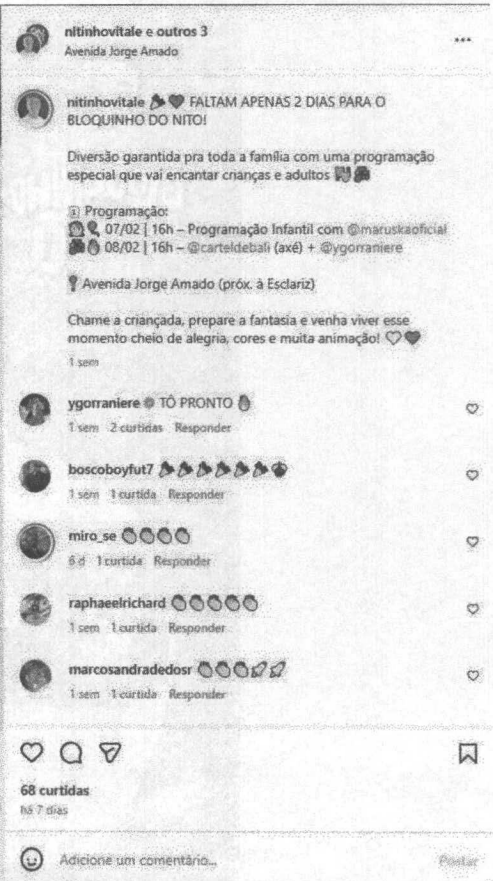 nitinhovitale e outros 3
Avenida Jorge Amado
nitinhovitale 🎉❤️ FALTAM APENAS 2 DIAS PARA O
BLOQUINHO DO NITO!
Diversão garantida pra toda a família com uma programação
especial que vai encantar crianças e adultos
Programação:
07/02 | 16h – Programação Infantil com @maruskaoficial
08/02 | 16h – @carteldebali (axé) + @ygorraniere
📍 Avenida Jorge Amado (próx. à Esclariz)
Chame a criançada, prepare a fantasia e venha viver esse
momento cheio de alegria, cores e muita animação! 🤍❤️
1 sem
ygorraniere TÔ PRONTO
1 sem 2 curtidas Responder
boscoboyfut7
1 sem 1 curtida Responder
miro_se 👏👏👏👏
6 d 1 curtida Responder
raphaeelrichard 👏👏👏👏👏
1 sem 1 curtida Responder
marcosandradedosr 👏👏👏🚀🚀
1 sem 1 curtida Responder
68 curtidas
há 7 dias
Adicione um comentário... Postar